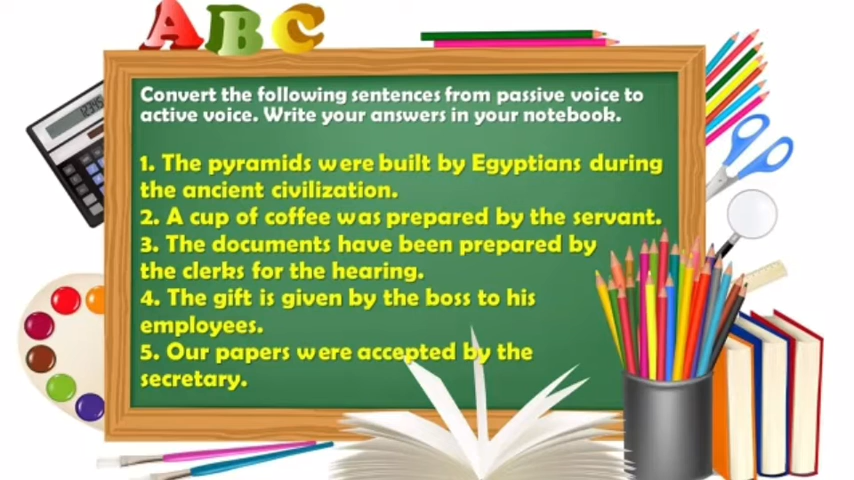 ABC
Convert the following sentences from passive voice to
active voice. Write your answers in your notebook.
1. The pyramids were built by Egyptians during
the ancient civilization.
2. A cup of coffee was prepared by the servant.
3. The documents have been prepared by
the clerks for the hearing.
4. The gift is given by the boss to his
employees.
5. Our papers were accepted by the
secretary.